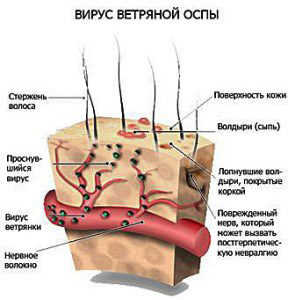 ВИРУС ВЕТРЯНОЙ ОСПЫ
Стержень
волоса
Проснув-
шийся
вирус
Вирус
ветрянки
Нервное
волокно
Поверхность кожи
Волдыри (сыпь)
Лопнувшие вол-
дыри, покрытые
коркой
Поврежденный
нерв, который
может вызвать
постгерпетичес-
кую невралгию